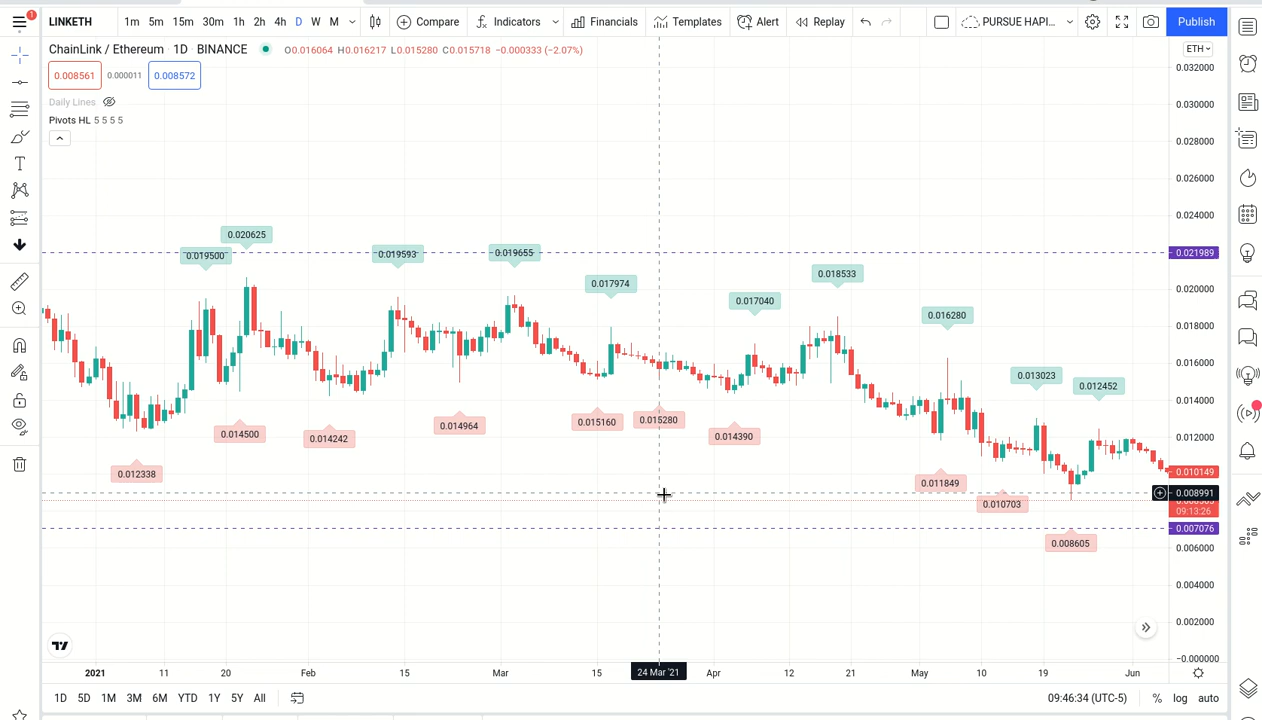 1
LINKETH
1m 5m 15m 30m 1h 2h 4h D W M
Compare
Indicators
Financials
Templates
Alert
Replay
PURSUE HAPI...
Publish
ChainLink / Ethereum · 1D · BINANCE
O0.016064 H0.016217 L0.015280 C0.015718 −0.000333 (−2.07%)
0.008561 0.000011 0.008572
Daily Lines
Pivots HL 5 5 5 5
ETH
0.032000
0.030000
0.028000
0.026000
0.024000
0.021989
0.020000
0.018000
0.016000
0.014000
0.012000
0.010149
0.008991
09:13:26
0.007076
0.006000
0.004000
0.002000
−0.000000
0.020625
0.019500
0.019593
0.019655
0.017974
0.017040
0.018533
0.016280
0.013023
0.012452
0.012338
0.014500
0.014242
0.014964
0.015160
0.015280
0.014390
0.011849
0.010703
0.008605
2021 11 20 Feb 15 Mar 15 24 Mar '21 Apr 12 21 May 10 19 Jun
1D 5D 1M 3M 6M YTD 1Y 5Y All
09:46:34 (UTC-5) % log auto